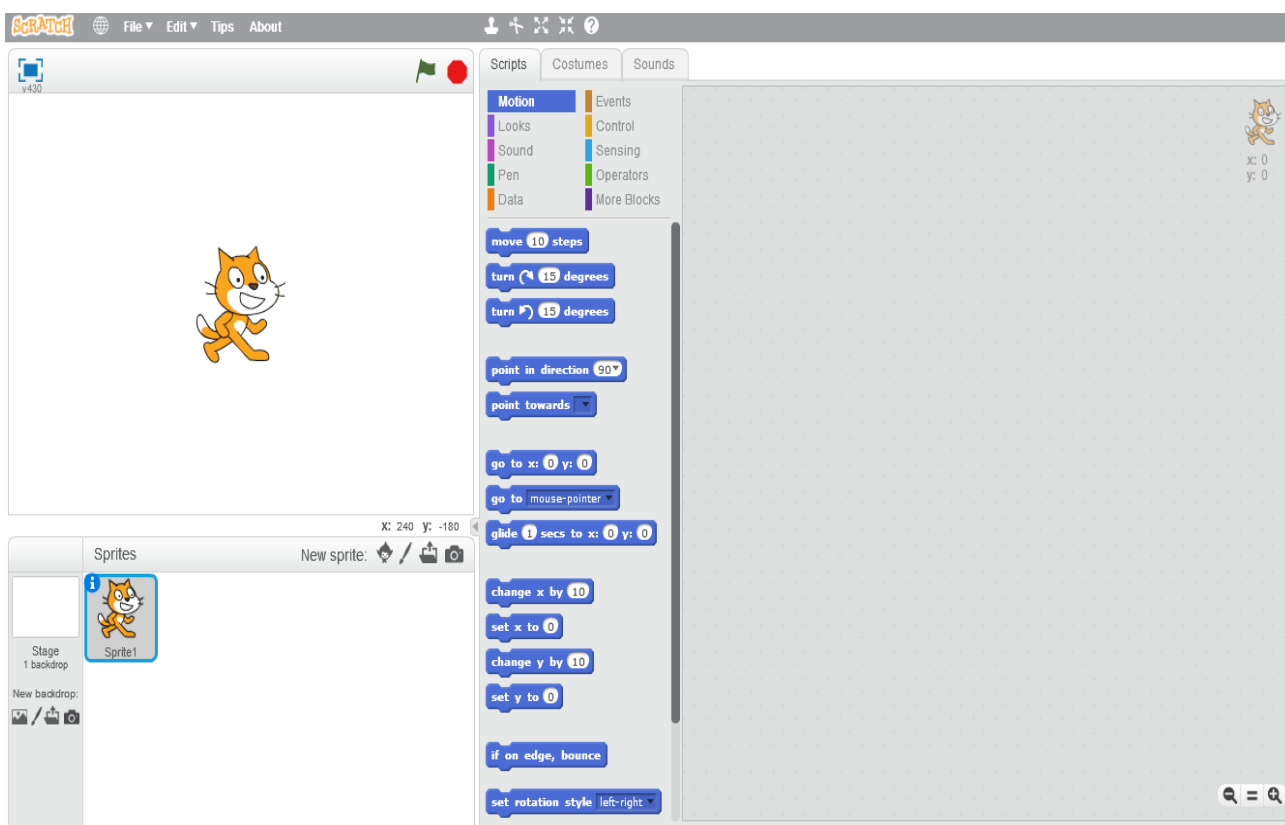 SCRATCH File Edit Tips About
v430
X: 240 y: -180
Sprites New sprite:
Sprite1
Stage
1 backdrop
New backdrop:
Scripts Costumes Sounds
Motion Events
Looks Control
Sound Sensing
Pen Operators
Data More Blocks
move 10 steps
turn 15 degrees
turn 15 degrees
point in direction 90
point towards
go to x: 0 y: 0
go to mouse-pointer
glide 1 secs to x: 0 y: 0
change x by 10
set x to 0
change y by 10
set y to 0
if on edge, bounce
set rotation style left-right
x: 0
y: 0